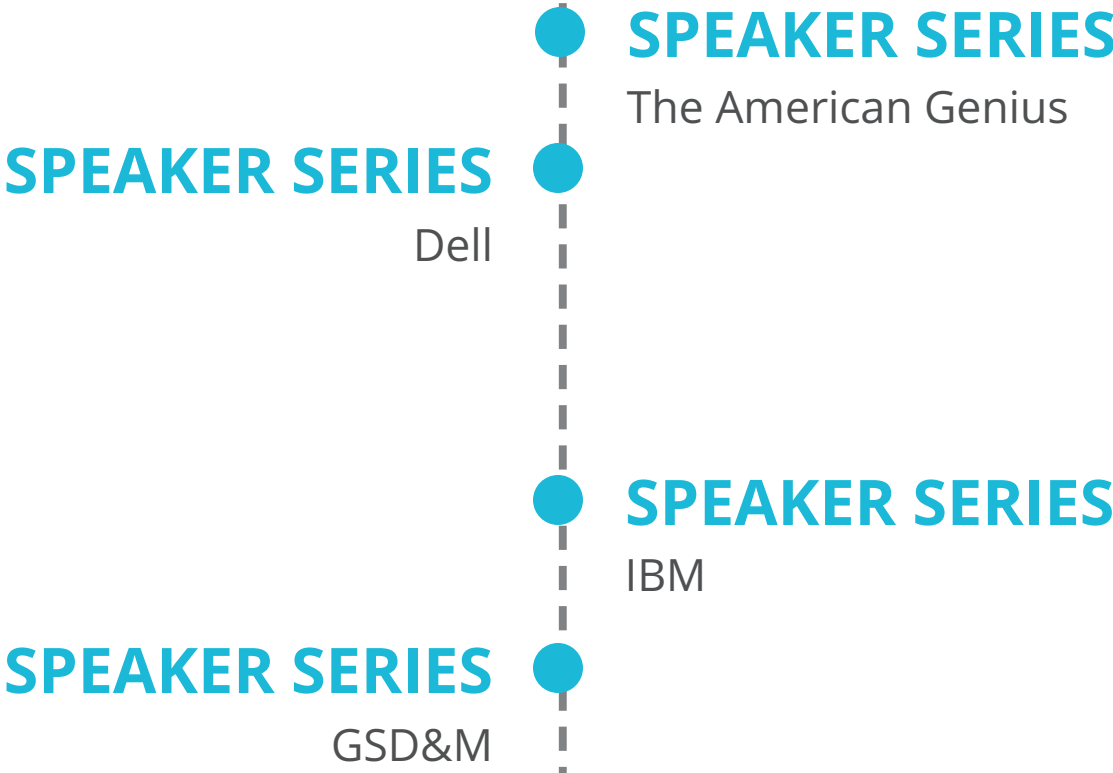 SPEAKER SERIES
The American Genius
SPEAKER SERIES
Dell
SPEAKER SERIES
IBM
SPEAKER SERIES
GSD&M